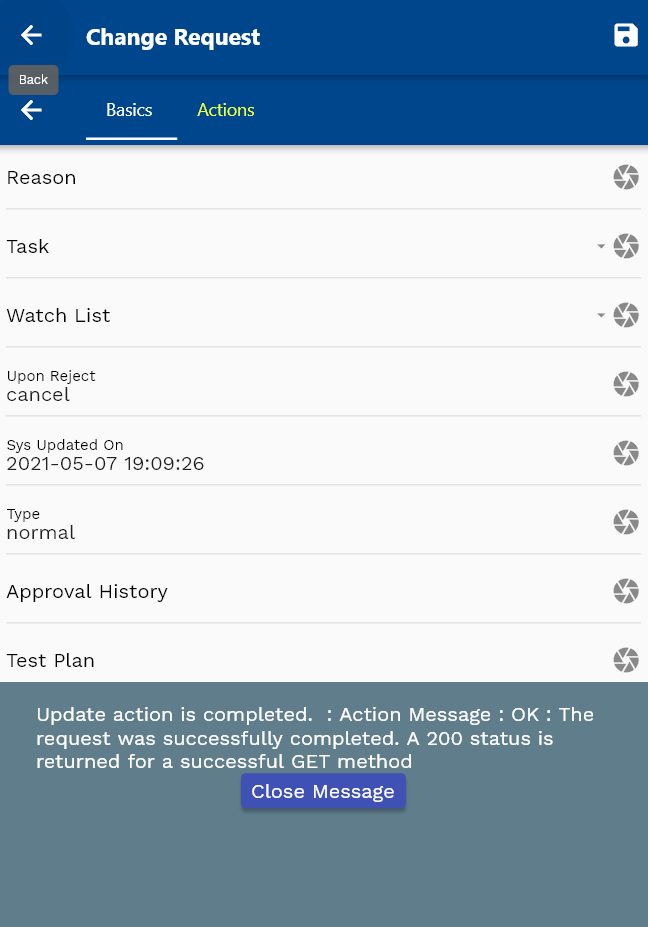 Change Request
Back
Basics Actions
Reason
Task
Watch List
Upon Reject
cancel
Sys Updated On
2021-05-07 19:09:26
Type
normal
Approval History
Test Plan
Update action is completed.  : Action Message : OK : The
request was successfully completed. A 200 status is
returned for a successful GET method
Close Message